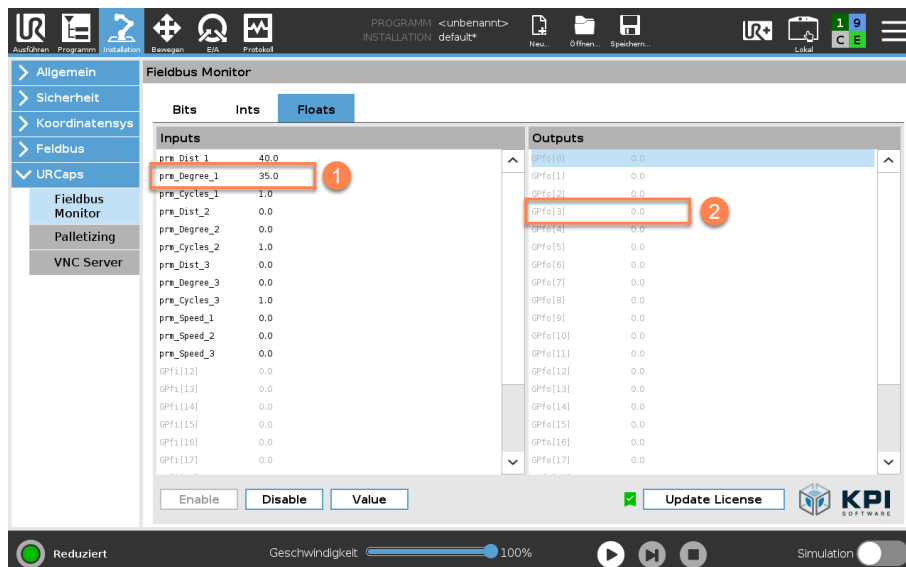 UR
PROGRAMM <unbenannt>
INSTALLATION default*
Ausführen Programm Installation Bewegen E/A Protokoll Neu... Öffnen... Speichern... UR+ Lokal
1 9
C E
Allgemein
Sicherheit
Koordinatensys
Feldbus
URCaps
Fieldbus
Monitor
Palletizing
VNC Server
Fieldbus Monitor
Bits Ints Floats
Inputs
prm_Dist_1 40.0
prm_Degree_1 35.0
1
prm_Cycles_1 1.0
prm_Dist_2 0.0
prm_Degree_2 0.0
prm_Cycles_2 1.0
prm_Dist_3 0.0
prm_Degree_3 0.0
prm_Cycles_3 1.0
prm_Speed_1 0.0
prm_Speed_2 0.0
prm_Speed_3 0.0
GPfi[12] 0.0
GPfi[13] 0.0
GPfi[14] 0.0
GPfi[15] 0.0
GPfi[16] 0.0
GPfi[17] 0.0
Outputs
GPfo[0] 0.0
GPfo[1] 0.0
GPfo[2] 0.0
GPfo[3] 0.0
2
GPfo[4] 0.0
GPfo[5] 0.0
GPfo[6] 0.0
GPfo[7] 0.0
GPfo[8] 0.0
GPfo[9] 0.0
GPfo[10] 0.0
GPfo[11] 0.0
GPfo[12] 0.0
GPfo[13] 0.0
GPfo[14] 0.0
GPfo[15] 0.0
GPfo[16] 0.0
GPfo[17] 0.0
Enable Disable Value Update License
KPI
SOFTWARE
Reduziert Geschwindigkeit 100% Simulation